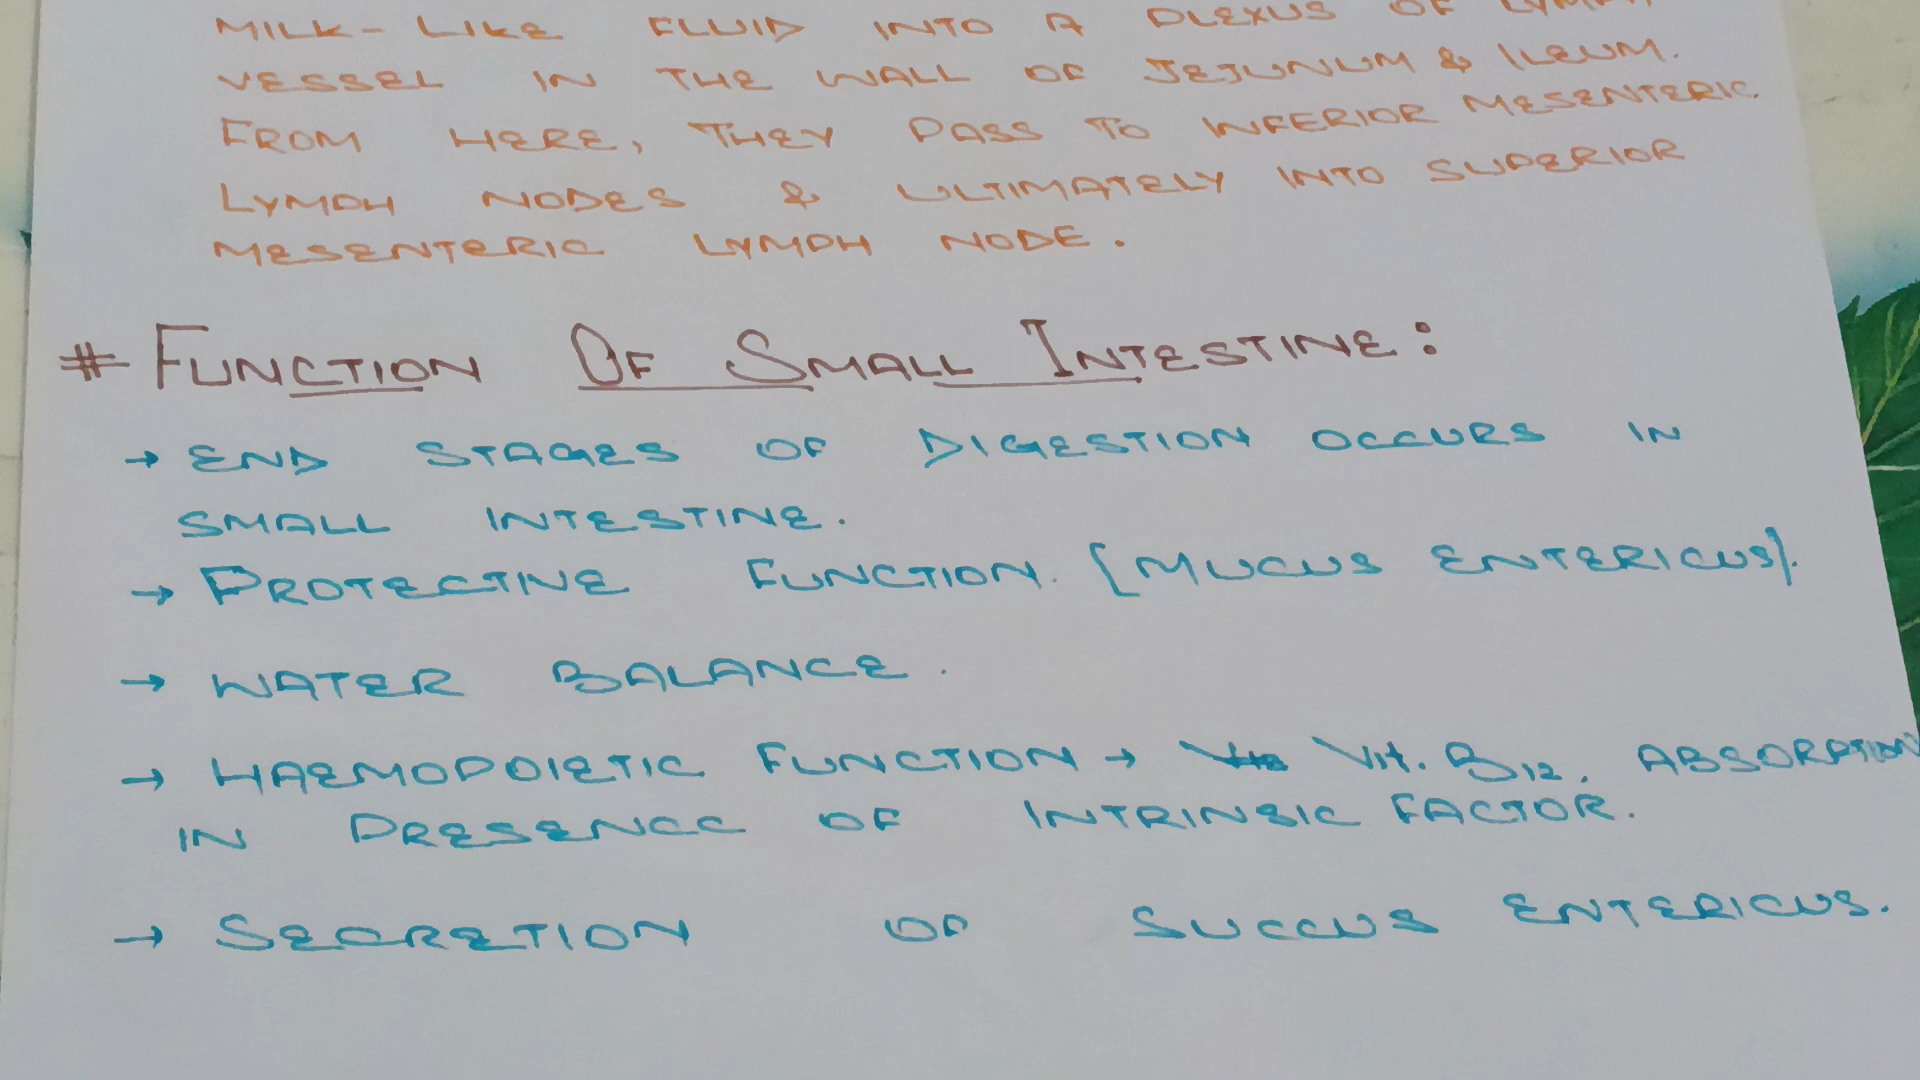 MILK-LIKE FLUID INTO A PLEXUS OF LYMPH
VESSEL IN THE WALL OF JEJUNUM & ILEUM.
FROM HERE, THEY PASS TO INFERIOR MESENTERIC
LYMPH NODES & ULTIMATELY INTO SUPERIOR
MESENTERIC LYMPH NODE.
# FUNCTION OF SMALL INTESTINE:
→ END STAGES OF DIGESTION OCCURS IN
SMALL INTESTINE.
→ PROTECTIVE FUNCTION. [MUCUS ENTERICUS].
→ WATER BALANCE.
→ HAEMOPOIETIC FUNCTION → Vit. B12. ABSORPTION
IN PRESENCE OF INTRINSIC FACTOR.
→ SECRETION OF SUCCUS ENTERICUS.